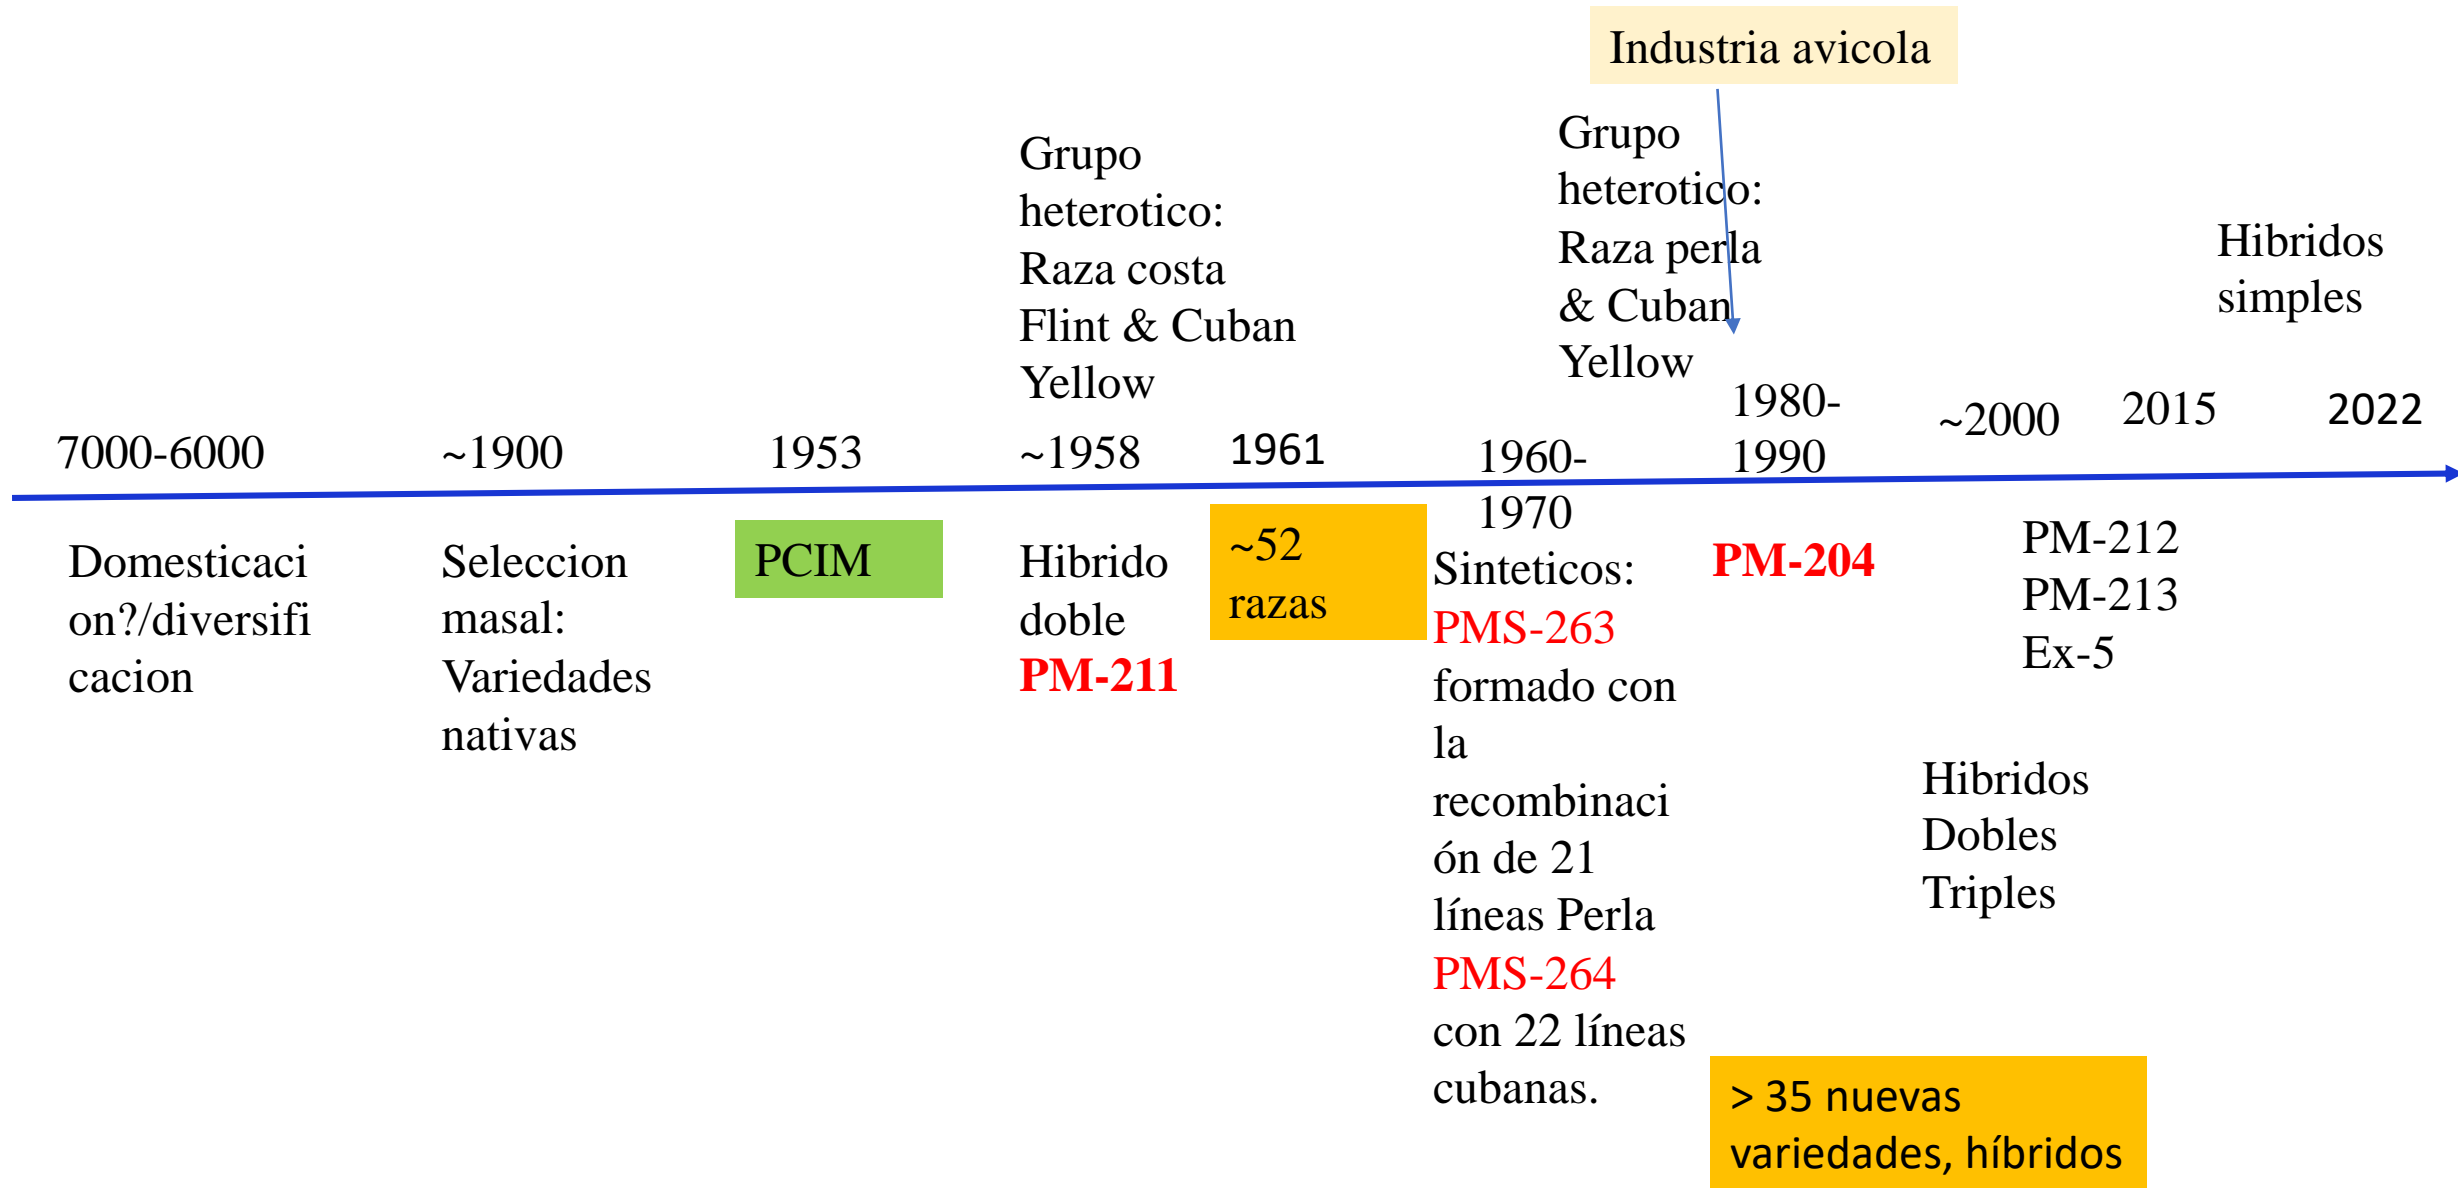 Industria avicola
Grupo
heterotico:
Raza costa
Flint & Cuban
Yellow
Grupo
heterotico:
Raza perla
& Cuban
Yellow
Hibridos
simples
7000-6000
~1900
1953
~1958
1961
1960-
1970
1980-
1990
~2000
2015
2022
Domesticaci
on?/diversifi
cacion
Seleccion
masal:
Variedades
nativas
PCIM
Hibrido
doble
PM-211
~52
razas
Sinteticos:
PMS-263
formado con
la
recombinaci
ón de 21
líneas Perla
PMS-264
con 22 líneas
cubanas.
PM-204
PM-212
PM-213
Ex-5
Hibridos
Dobles
Triples
> 35 nuevas
variedades, híbridos